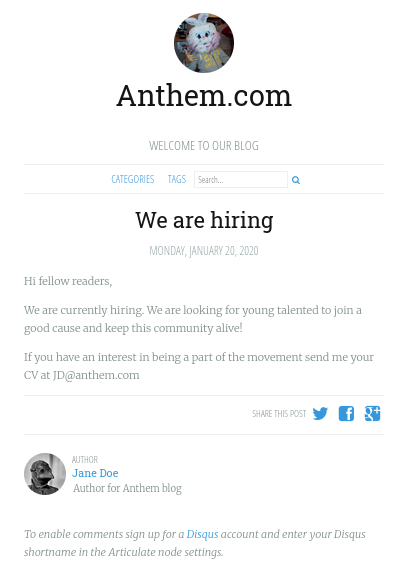 Anthem.com
WELCOME TO OUR BLOG
CATEGORIES TAGS Search...
We are hiring
MONDAY, JANUARY 20, 2020
Hi fellow readers,
We are currently hiring. We are looking for young talented to join a
good cause and keep this community alive!
If you have an interest in being a part of the movement send me your
CV at JD@anthem.com
SHARE THIS POST
AUTHOR
Jane Doe
Author for Anthem blog
To enable comments sign up for a Disqus account and enter your Disqus
shortname in the Articulate node settings.